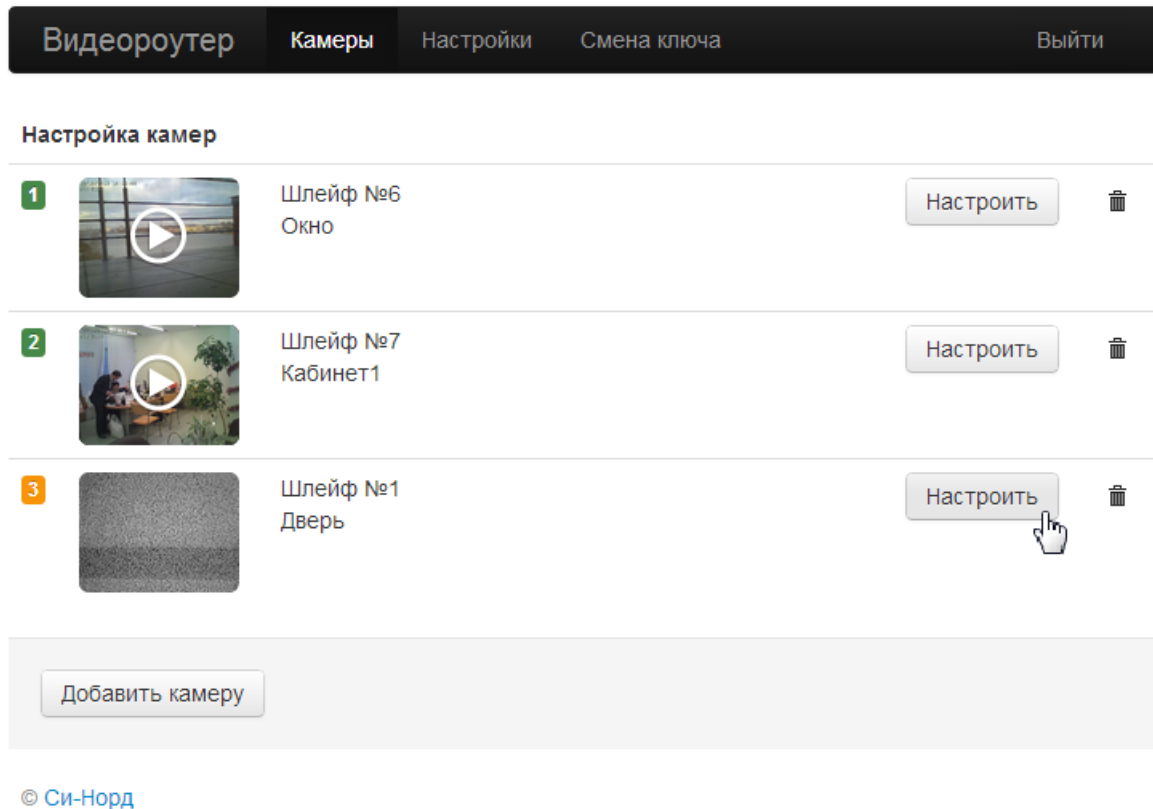 Видеороутер Камеры Настройки Смена ключа Выйти
Настройка камер
1 Шлейф №6 Настроить
Окно
2 Шлейф №7 Настроить
Кабинет1
3 Шлейф №1 Настроить
Дверь
Добавить камеру
© Си-Норд